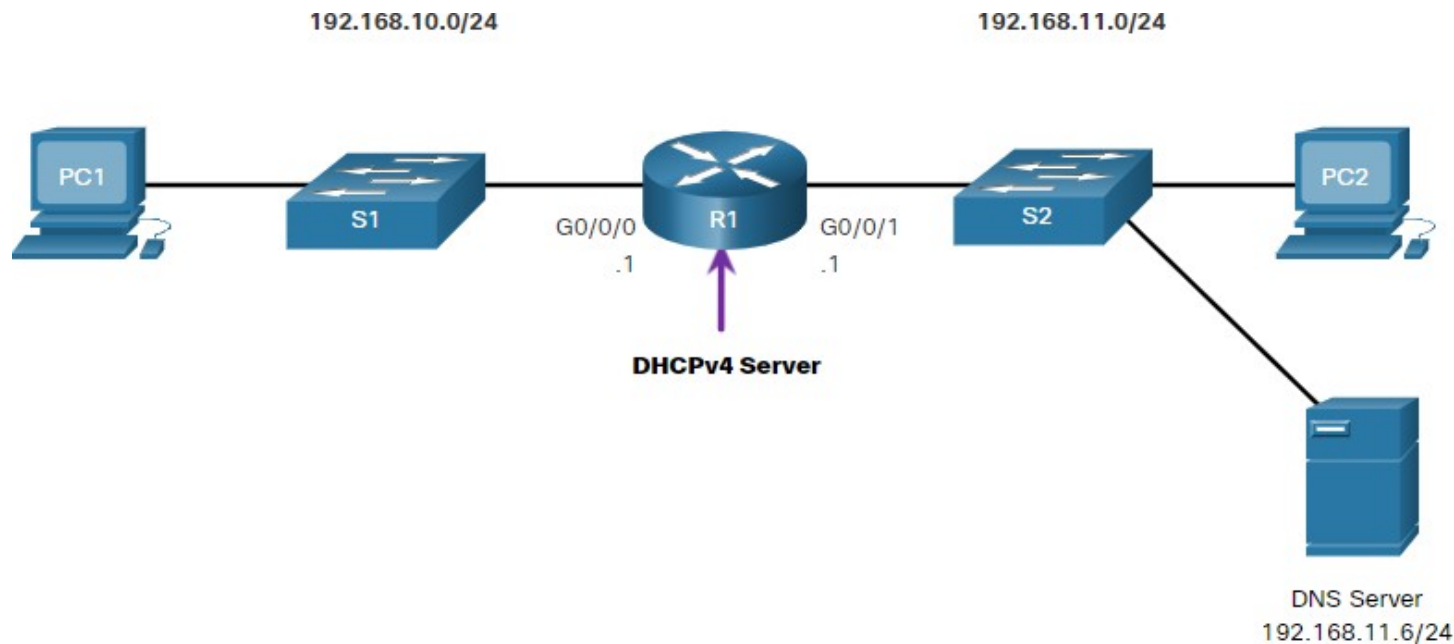 192.168.10.0/24
192.168.11.0/24
PC1
S1
R1
S2
PC2
G0/0/0
.1
G0/0/1
.1
DHCPv4 Server
DNS Server
192.168.11.6/24